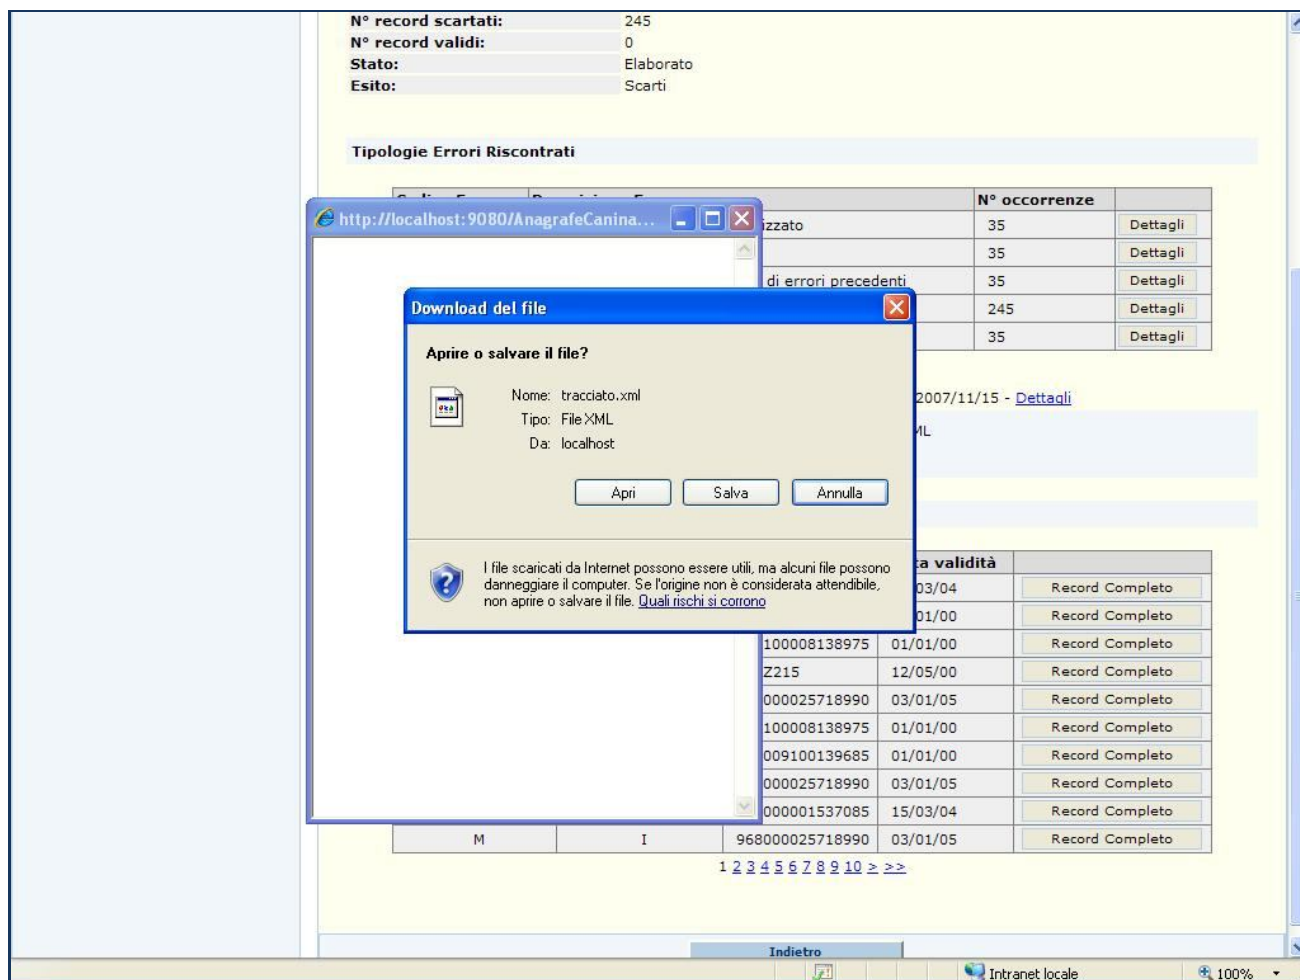 N° record scartati: 245
N° record validi: 0
Stato: Elaborato
Esito: Scarti
Tipologie Errori Riscontrati
N° occorrenze
http://localhost:9080/AnagrafeCanina...
izzato 35 Dettagli
35 Dettagli
di errori precedenti 35 Dettagli
245 Dettagli
35 Dettagli
Download del file
Aprire o salvare il file?
Nome: tracciato.xml
Tipo: File XML
Da: localhost
Apri Salva Annulla
I file scaricati da Internet possono essere utili, ma alcuni file possono
danneggiare il computer. Se l'origine non è considerata attendibile,
non aprire o salvare il file. Quali rischi si corrono
2007/11/15 - Dettagli
ML
ta validità
03/04 Record Completo
01/00 Record Completo
100008138975 01/01/00 Record Completo
Z215 12/05/00 Record Completo
000025718990 03/01/05 Record Completo
100008138975 01/01/00 Record Completo
009100139685 01/01/00 Record Completo
000025718990 03/01/05 Record Completo
000001537085 15/03/04 Record Completo
M I 968000025718990 03/01/05 Record Completo
1 2 3 4 5 6 7 8 9 10 > >>
Indietro
Intranet locale 100%